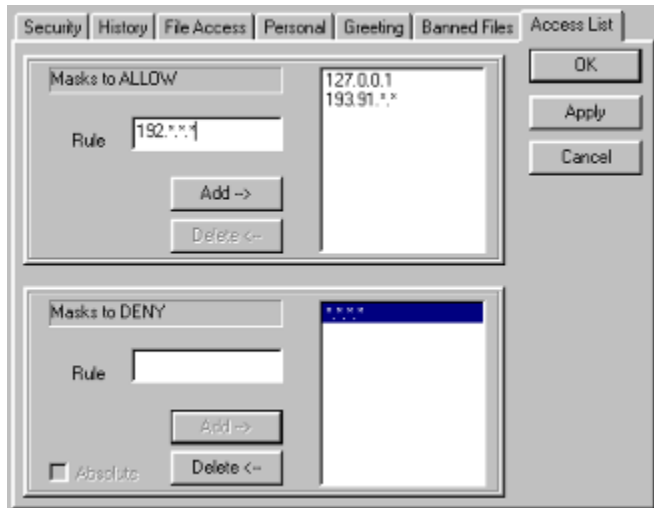 Security History File Access Personal Greeting Banned Files Access List
Masks to ALLOW
127.0.0.1
193.91.*.*
Rule 192.*.*.*
Add -->
Delete <--
OK
Apply
Cancel
Masks to DENY
*.*.*.*
Rule
Add -->
Absolute
Delete <--